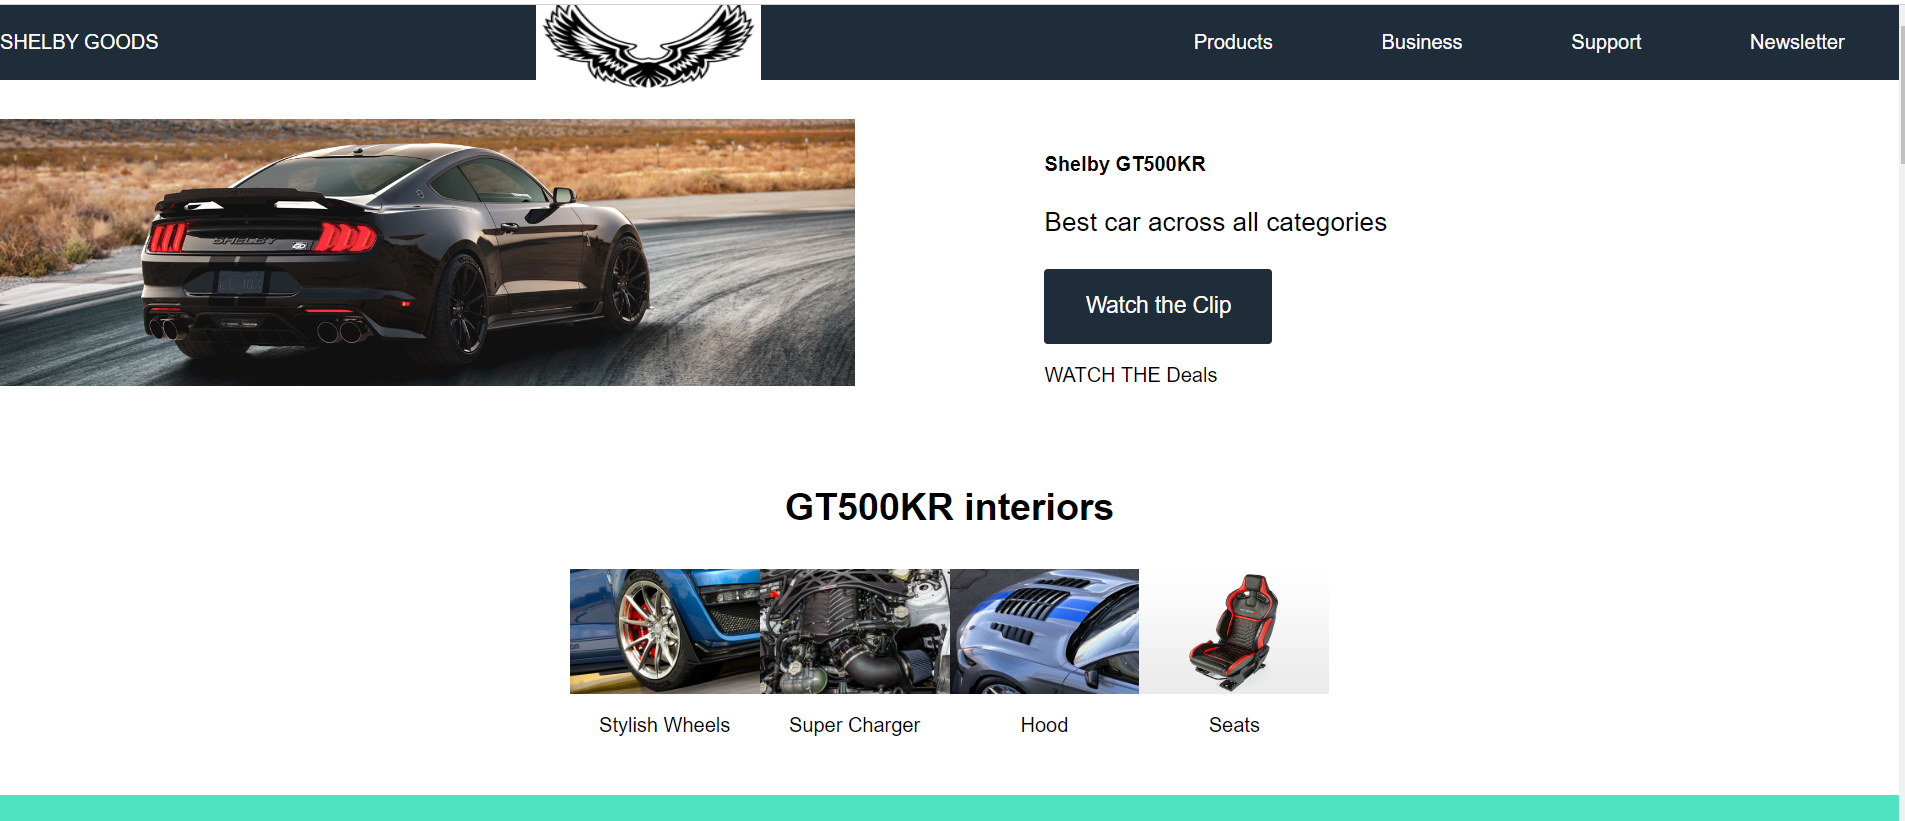 SHELBY GOODS
Products
Business
Support
Newsletter
SHELBY
Shelby GT500KR
Best car across all categories
Watch the Clip
WATCH THE Deals
GT500KR interiors
Stylish Wheels
Super Charger
Hood
Seats